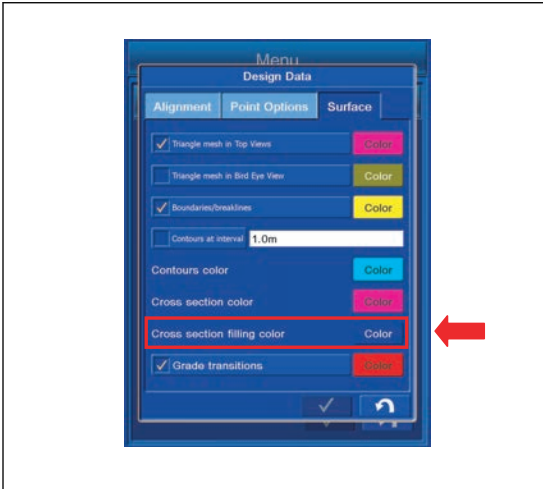 Menu
Design Data
Alignment Point Options Surface
Triangle mesh in Top Views Color
Triangle mesh in Bird Eye View Color
Boundaries/breaklines Color
Contours at interval 1.0m
Contours color Color
Cross section color Color
Cross section filling color Color
Grade transitions Color